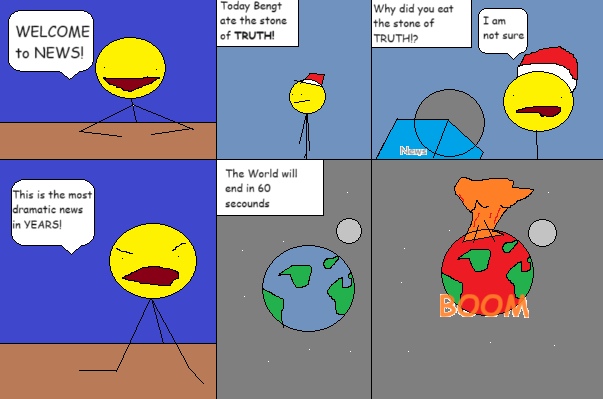 WELCOME
to NEWS!
Today Bengt
ate the stone
of TRUTH!
Why did you eat
the stone of
TRUTH!?
I am
not sure
News
This is the most
dramatic news
in YEARS!
The World will
end in 60
secounds
BOOM